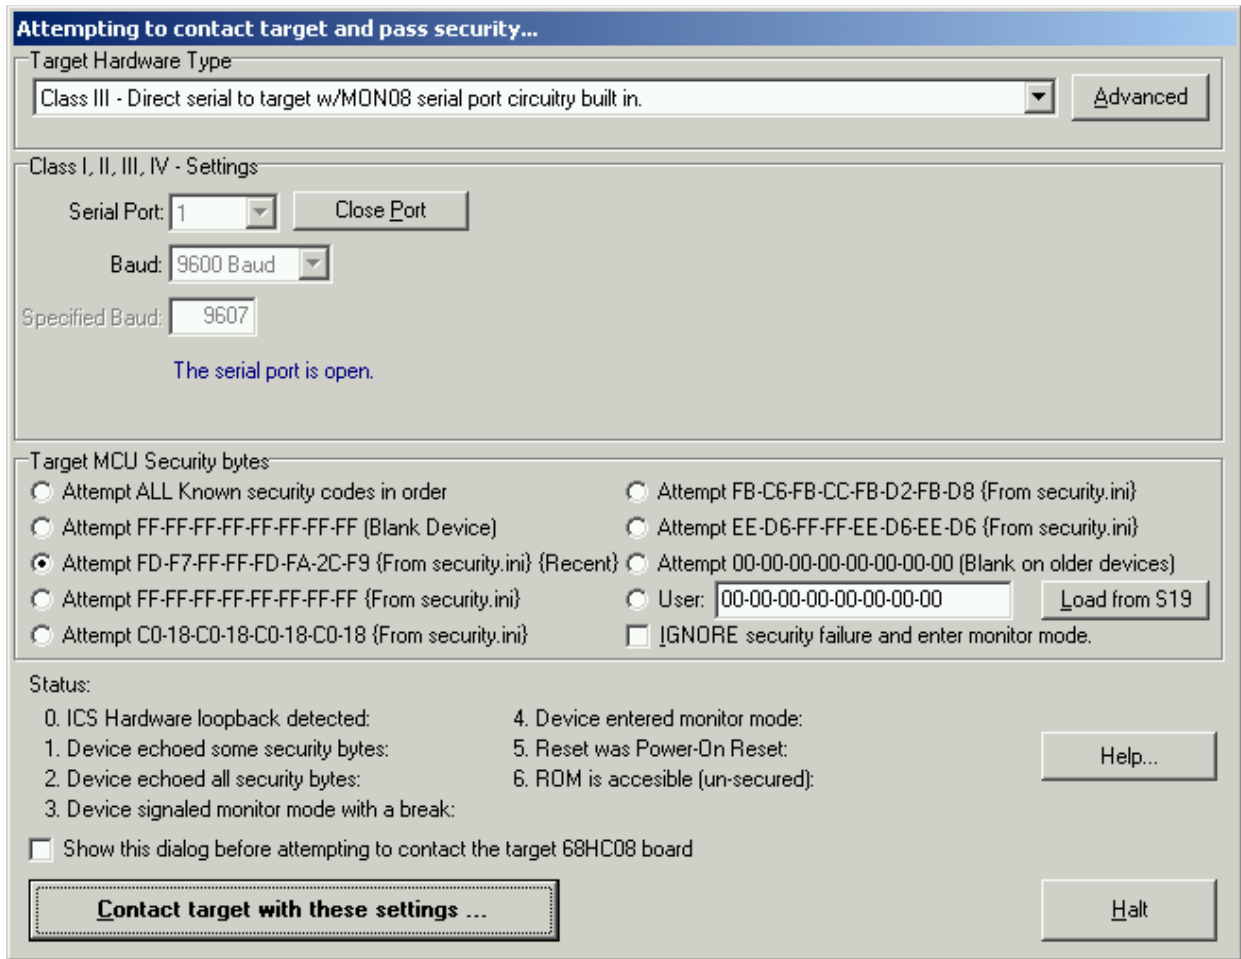 Attempting to contact target and pass security...
Target Hardware Type
Class III - Direct serial to target w/MON08 serial port circuitry built in.
Advanced
Class I, II, III, IV - Settings
Serial Port: 1
Close Port
Baud: 9600 Baud
Specified Baud: 9607
The serial port is open.
Target MCU Security bytes
Attempt ALL Known security codes in order
Attempt FF-FF-FF-FF-FF-FF-FF-FF (Blank Device)
Attempt FD-F7-FF-FF-FD-FA-2C-F9 {From security.ini} {Recent}
Attempt FF-FF-FF-FF-FF-FF-FF-FF {From security.ini}
Attempt C0-18-C0-18-C0-18-C0-18 {From security.ini}
Attempt FB-C6-FB-CC-FB-D2-FB-D8 {From security.ini}
Attempt EE-D6-FF-FF-EE-D6-EE-D6 {From security.ini}
Attempt 00-00-00-00-00-00-00-00 (Blank on older devices)
User: 00-00-00-00-00-00-00-00
Load from S19
IGNORE security failure and enter monitor mode.
Status:
0. ICS Hardware loopback detected:
1. Device echoed some security bytes:
2. Device echoed all security bytes:
3. Device signaled monitor mode with a break:
4. Device entered monitor mode:
5. Reset was Power-On Reset:
6. ROM is accesible (un-secured):
Help...
Show this dialog before attempting to contact the target 68HC08 board
Contact target with these settings ...
Halt